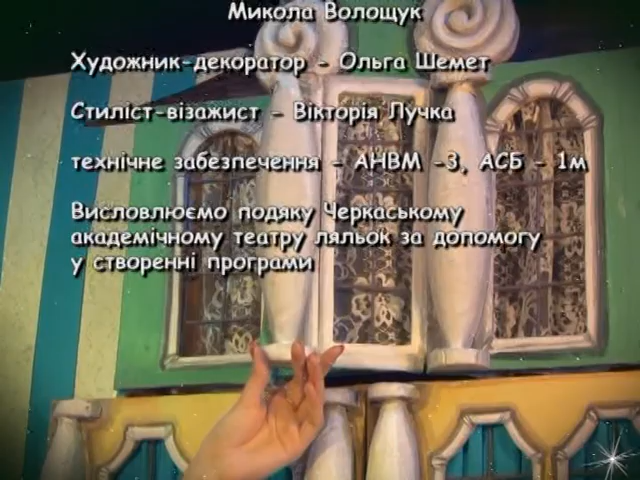 Микола Волощук
Художник-декоратор - Ольга Шемет
Стиліст-візажист - Вікторія Лучка
технічне забезпечення - АНВМ -3, АСБ - 1м
Висловлюємо подяку Черкаському
академічному театру ляльок за допомогу
у створенні програми